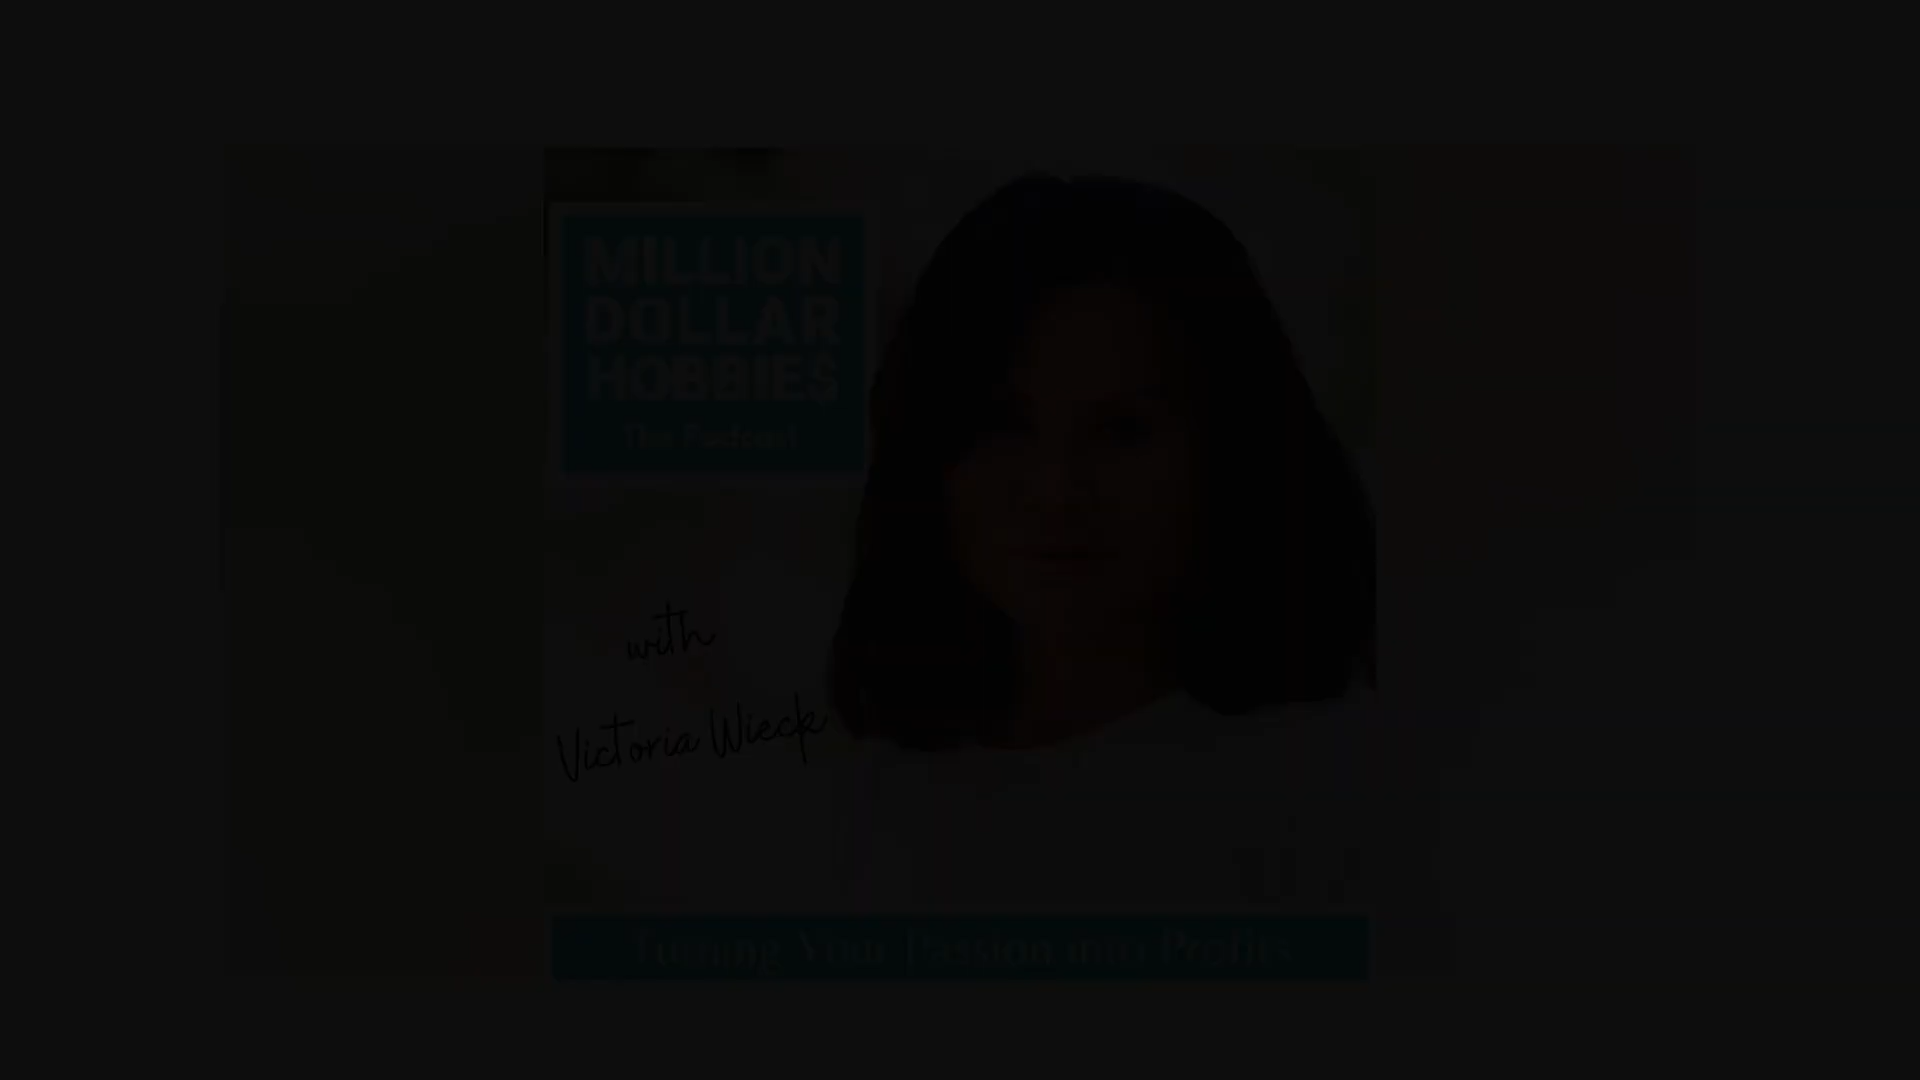 MILLION
DOLLAR
HOBBIES
The Podcast
with
Victoria Wieck
Turning Your Passion into Profits